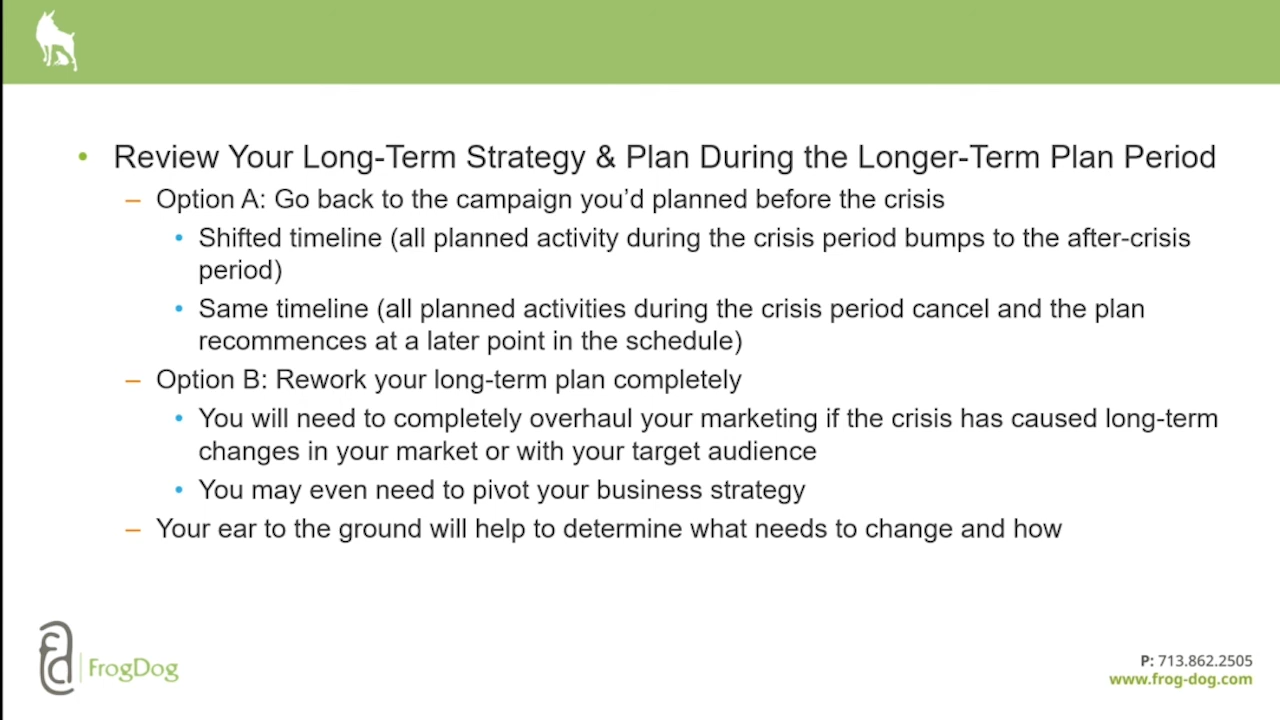 • Review Your Long-Term Strategy & Plan During the Longer-Term Plan Period
– Option A: Go back to the campaign you’d planned before the crisis
• Shifted timeline (all planned activity during the crisis period bumps to the after-crisis
period)
• Same timeline (all planned activities during the crisis period cancel and the plan
recommences at a later point in the schedule)
– Option B: Rework your long-term plan completely
• You will need to completely overhaul your marketing if the crisis has caused long-term
changes in your market or with your target audience
• You may even need to pivot your business strategy
– Your ear to the ground will help to determine what needs to change and how
FrogDog
P: 713.862.2505
www.frog-dog.com